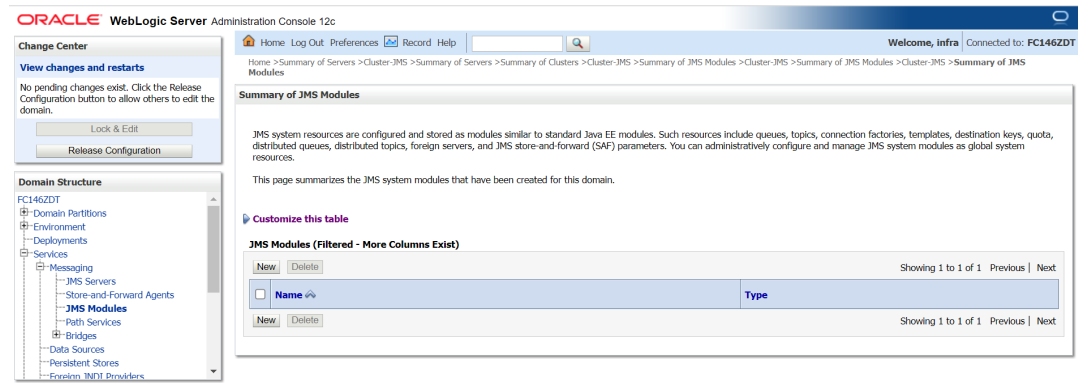 ORACLE® WebLogic Server Administration Console 12c
Change Center
View changes and restarts
No pending changes exist. Click the Release
Configuration button to allow others to edit the
domain.
Lock & Edit
Release Configuration
Domain Structure
FC146ZDT
Domain Partitions
Environment
Deployments
Services
Messaging
JMS Servers
Store-and-Forward Agents
JMS Modules
Path Services
Bridges
Data Sources
Persistent Stores
Foreign JNDI Providers
Home Log Out Preferences Record Help
Welcome, infra Connected to: FC146ZDT
Home >Summary of Servers >Cluster-JMS >Summary of Servers >Summary of Clusters >Cluster-JMS >Summary of JMS Modules >Cluster-JMS >Summary of JMS Modules >Cluster-JMS >Summary of JMS
Modules
Summary of JMS Modules
JMS system resources are configured and stored as modules similar to standard Java EE modules. Such resources include queues, topics, connection factories, templates, destination keys, quota,
distributed queues, distributed topics, foreign servers, and JMS store-and-forward (SAF) parameters. You can administratively configure and manage JMS system modules as global system
resources.
This page summarizes the JMS system modules that have been created for this domain.
Customize this table
JMS Modules (Filtered - More Columns Exist)
New Delete Showing 1 to 1 of 1 Previous | Next
Name Type
New Delete Showing 1 to 1 of 1 Previous | Next